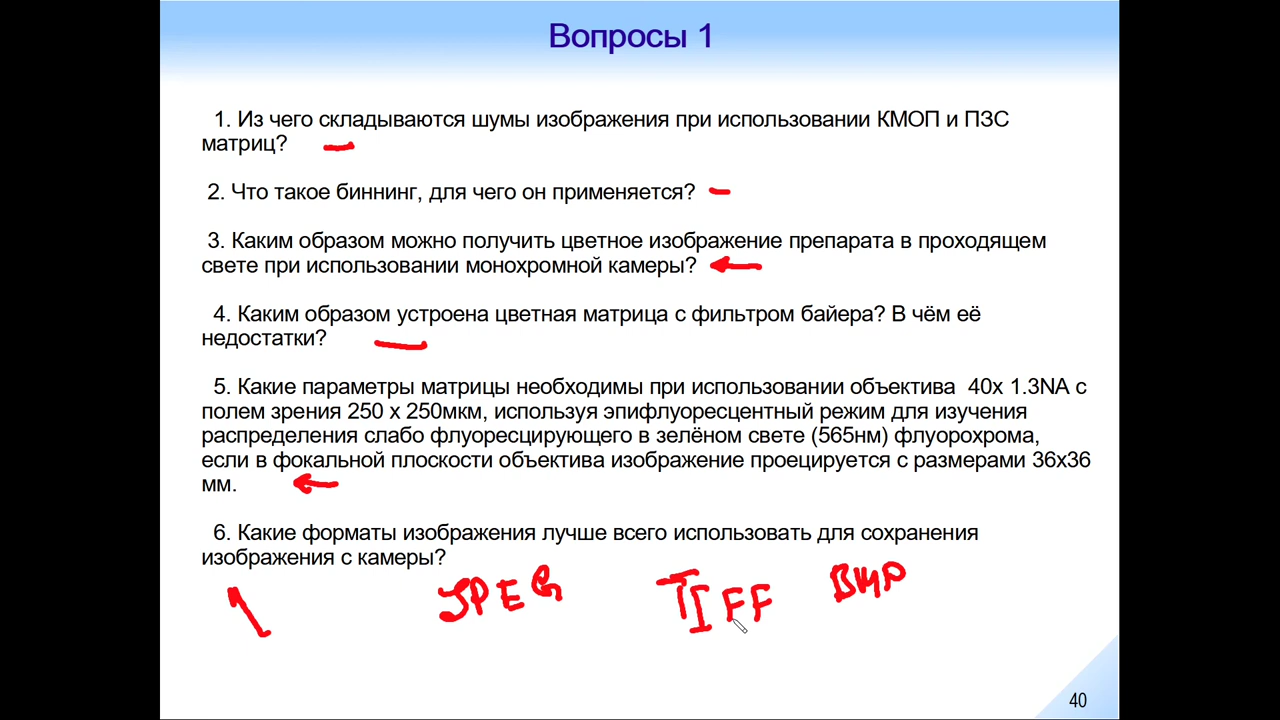 Вопросы 1
1. Из чего складываются шумы изображения при использовании КМОП и ПЗС
матриц?
2. Что такое биннинг, для чего он применяется?
3. Каким образом можно получить цветное изображение препарата в проходящем
свете при использовании монохромной камеры?
4. Каким образом устроена цветная матрица с фильтром байера? В чём её
недостатки?
5. Какие параметры матрицы необходимы при использовании объектива 40х 1.3NA с
полем зрения 250 х 250мкм, используя эпифлуоресцентный режим для изучения
распределения слабо флуоресцирующего в зелёном свете (565нм) флуорохрома,
если в фокальной плоскости объектива изображение проецируется с размерами 36х36
мм.
6. Какие форматы изображения лучше всего использовать для сохранения
изображения с камеры?
JPEG TIFF BMP
40